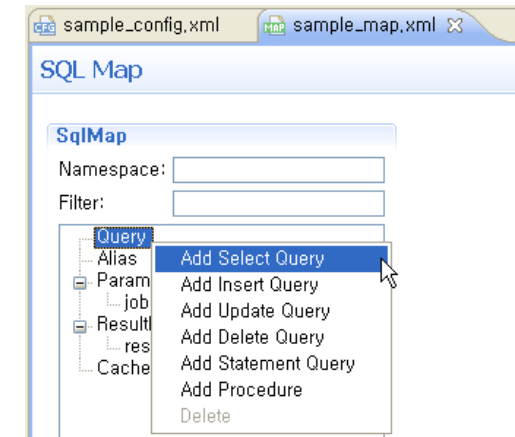 sample_config.xml
sample_map.xml
SQL Map
SqlMap
Namespace:
Filter:
Query
Alias
Param
job
Result
res
Cache
Add Select Query
Add Insert Query
Add Update Query
Add Delete Query
Add Statement Query
Add Procedure
Delete